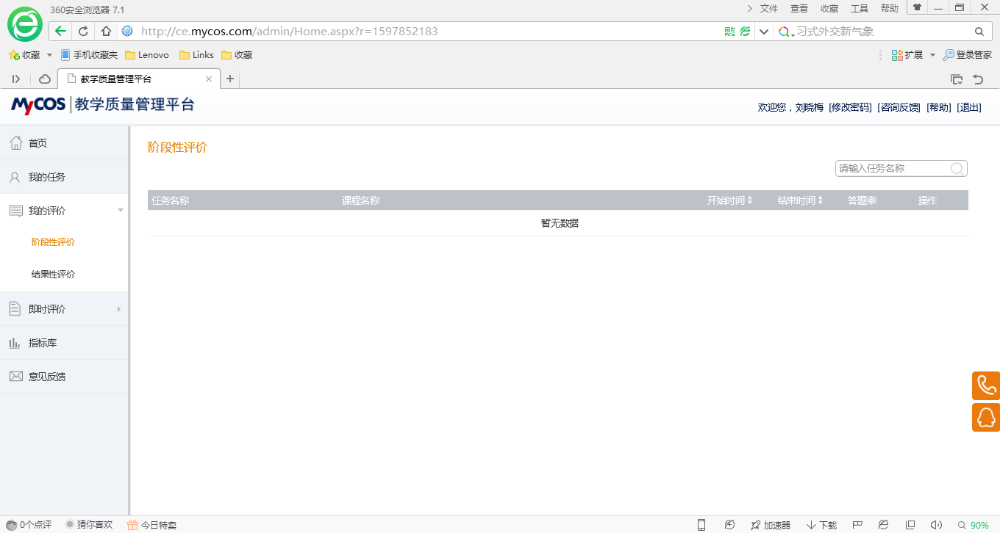 360安全浏览器 7.1
文件 查看 收藏 工具 帮助
http://ce.mycos.com/admin/Home.aspx?r=1597852183
习式外交新气象
收藏 手机收藏夹 Lenovo Links 收藏
扩展 登录管家
教学质量管理平台
MyCOS 教学质量管理平台
欢迎您，刘晓梅 [修改密码] [咨询反馈] [帮助] [退出]
首页
我的任务
我的评价
阶段性评价
结果性评价
即时评价
指标库
意见反馈
阶段性评价
请输入任务名称
任务名称 课程名称 开始时间 结束时间 答题率 操作
暂无数据
0个点评 猜你喜欢 今日特卖
加速器 下载 90%